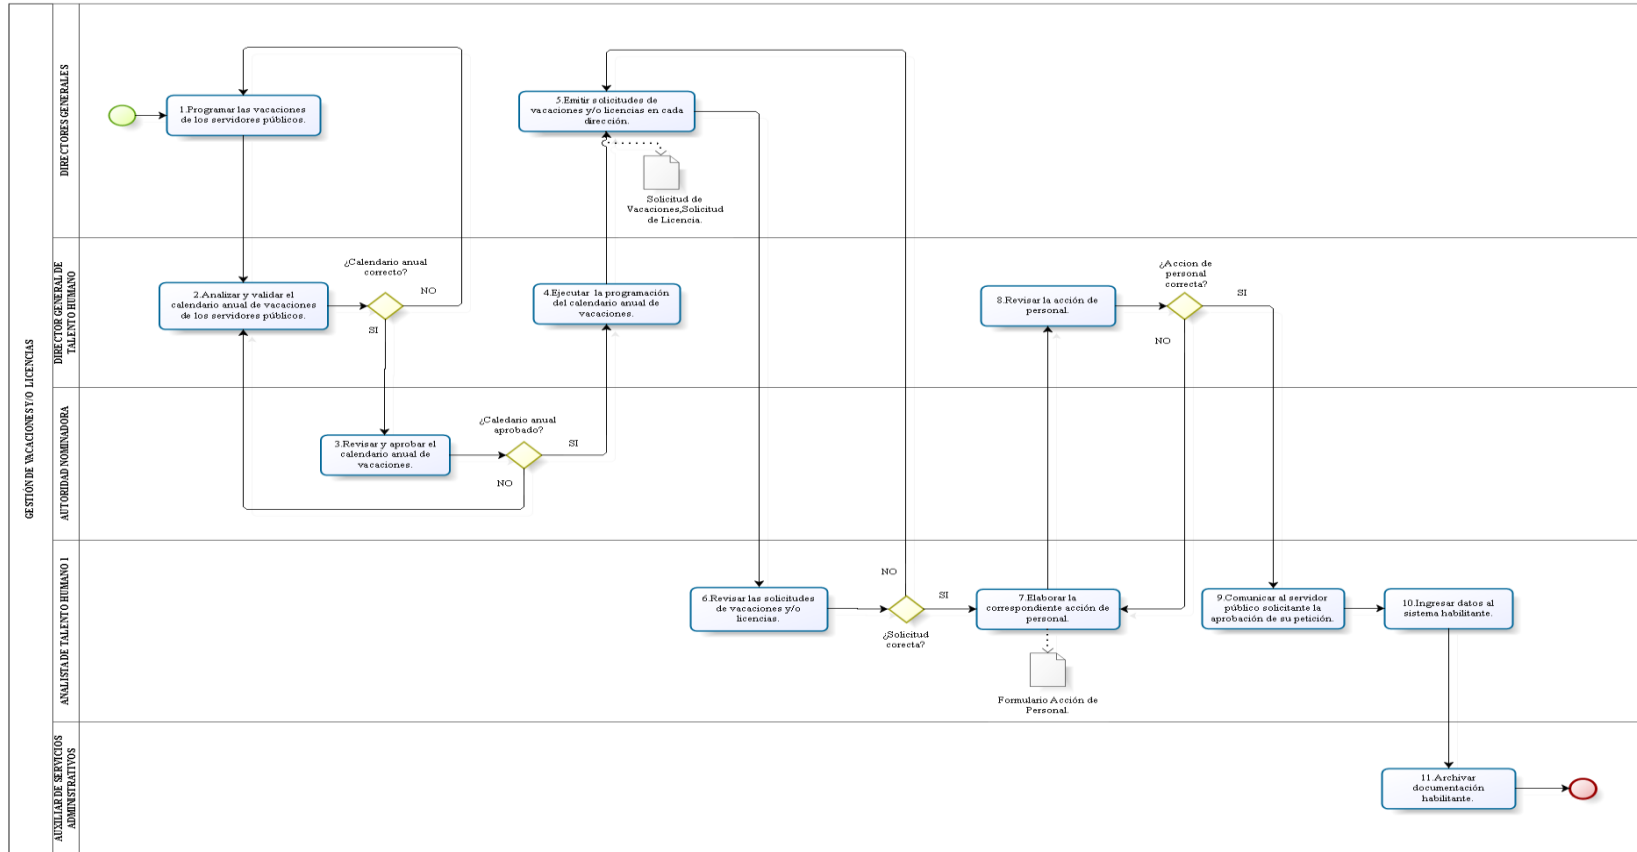 GESTIÓN DE VACACIONES Y/O LICENCIAS
DIRECTORES GENERALES
1.Programar las vacaciones
de los servidores públicos.
5.Emitir solicitudes de
vacaciones y/o licencias en cada
dirección.
Solicitud de
Vacaciones,Solicitud
de Licencia.
DIRECTOR GENERAL DE
TALENTO HUMANO
2.Analizar y validar el
calendario anual de vacaciones
de los servidores públicos.
¿Calendario anual
correcto?
NO
SI
4.Ejecutar la programación
del calendario anual de
vacaciones.
8.Revisar la acción de
personal.
¿Accion de
personal
correcta?
SI
NO
AUTORIDAD NOMINADORA
3.Revisar y aprobar el
calendario anual de
vacaciones.
¿Caledario anual
aprobado?
SI
NO
ANALISTA DE TALENTO HUMANO 1
6.Revisar las solicitudes
de vacaciones y/o
licencias.
NO
SI
¿Solicitud
corecta?
7.Elaborar la
correspondiente acción de
personal.
Formulario Acción de
Personal.
9.Comunicar al servidor
público solicitante la
aprobación de su petición.
10.Ingresar datos al
sistema habilitante.
AUXILIAR DE SERVICIOS
ADMINISTRATIVOS
11.Archivar
documentación
habilitante.